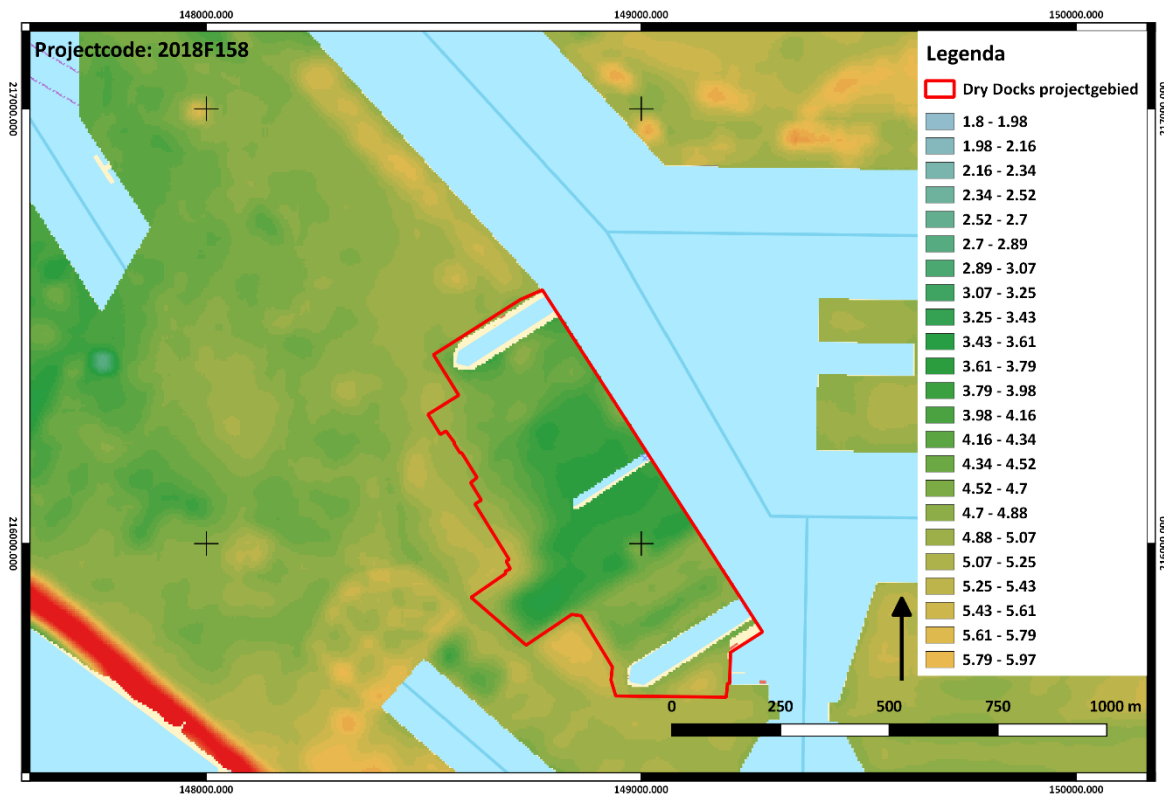 148000.000 149000.000 150000.000
Projectcode: 2018F158
Legenda
Dry Docks projectgebied
1.8 - 1.98
1.98 - 2.16
2.16 - 2.34
2.34 - 2.52
2.52 - 2.7
2.7 - 2.89
2.89 - 3.07
3.07 - 3.25
3.25 - 3.43
3.43 - 3.61
3.61 - 3.79
3.79 - 3.98
3.98 - 4.16
4.16 - 4.34
4.34 - 4.52
4.52 - 4.7
4.7 - 4.88
4.88 - 5.07
5.07 - 5.25
5.25 - 5.43
5.43 - 5.61
5.61 - 5.79
5.79 - 5.97
217000.000
217000.000
216000.000
216000.000
0 250 500 750 1000 m
148000.000 149000.000 150000.000